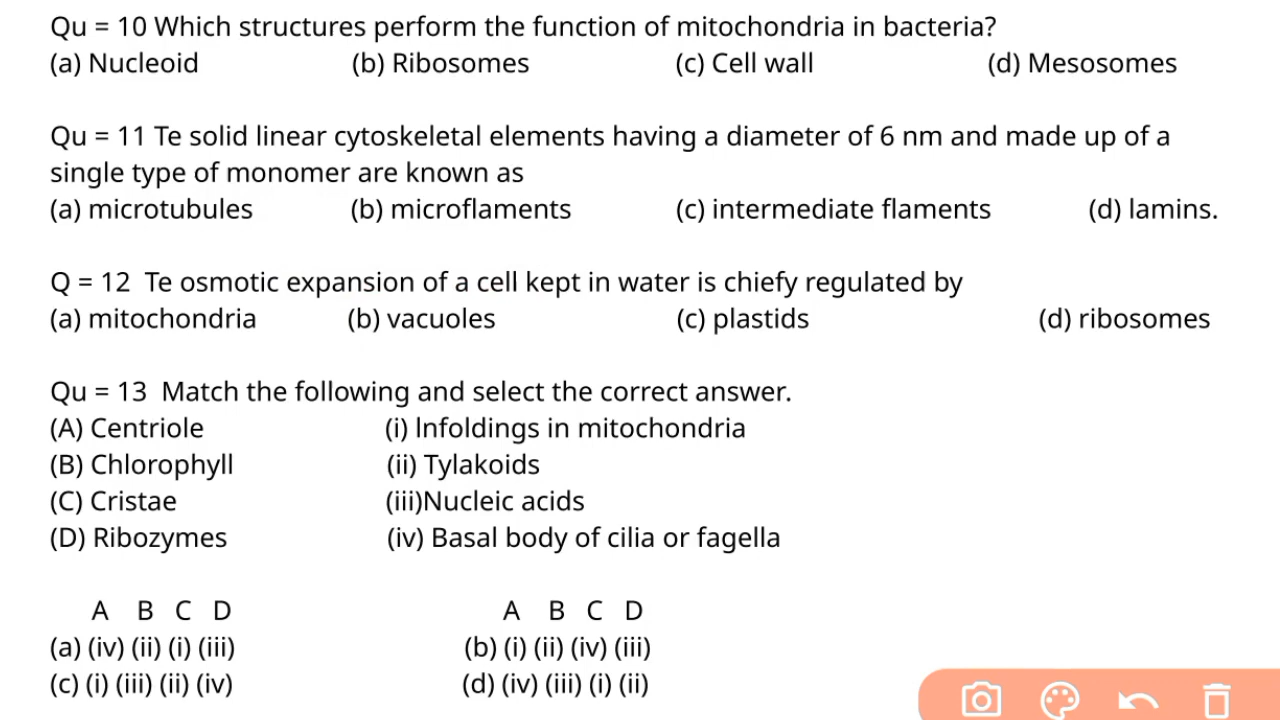 Qu = 10 Which structures perform the function of mitochondria in bacteria?
(a) Nucleoid (b) Ribosomes (c) Cell wall (d) Mesosomes
Qu = 11 Te solid linear cytoskeletal elements having a diameter of 6 nm and made up of a
single type of monomer are known as
(a) microtubules (b) microflaments (c) intermediate flaments (d) lamins.
Q = 12 Te osmotic expansion of a cell kept in water is chiefy regulated by
(a) mitochondria (b) vacuoles (c) plastids (d) ribosomes
Qu = 13 Match the following and select the correct answer.
(A) Centriole (i) lnfoldings in mitochondria
(B) Chlorophyll (ii) Tylakoids
(C) Cristae (iii)Nucleic acids
(D) Ribozymes (iv) Basal body of cilia or fagella
A B C D A B C D
(a) (iv) (ii) (i) (iii) (b) (i) (ii) (iv) (iii)
(c) (i) (iii) (ii) (iv) (d) (iv) (iii) (i) (ii)